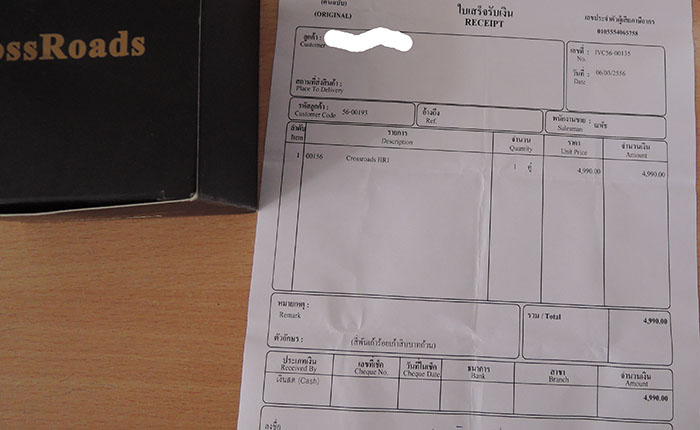 ossRoads
(ต้นฉบับ)
(ORIGINAL)
ใบเสร็จรับเงิน
RECEIPT
เลขประจำตัวผู้เสียภาษีอากร
0105554065758
ลูกค้า :
Customer
สถานที่ส่งสินค้า :
Place To Delivery
เลขที่ : IVC56-00135
No.
วันที่ : 06/03/2556
Date
รหัสลูกค้า : 56-00193
Customer Code
อ้างถึง
Ref.
พนักงานขาย :
Salesman
ลำดับ รายการ จำนวน ราคา จำนวนเงิน
Item Description Quantity Unit Price Amount
1 00156 Crossroads HR1 1 คู่ 4,990.00 4,990.00
หมายเหตุ :
Remark
รวม / Total 4,990.00
ตัวอักษร : (สี่พันเก้าร้อยเก้าสิบบาทถ้วน)
ประเภทเงิน เลขที่เช็ค วันที่ในเช็ค ธนาคาร สาขา จำนวนเงิน
Received By Cheque No. Cheque Date Bank Branch Amount
เงินสด (Cash) 4,990.00
ลงชื่อ